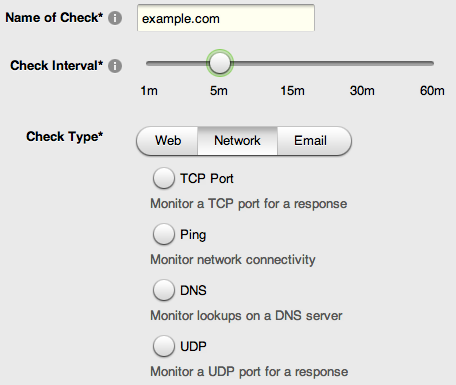 Name of Check* i example.com
Check Interval* i
1m 5m 15m 30m 60m
Check Type* Web Network Email
TCP Port
Monitor a TCP port for a response
Ping
Monitor network connectivity
DNS
Monitor lookups on a DNS server
UDP
Monitor a UDP port for a response